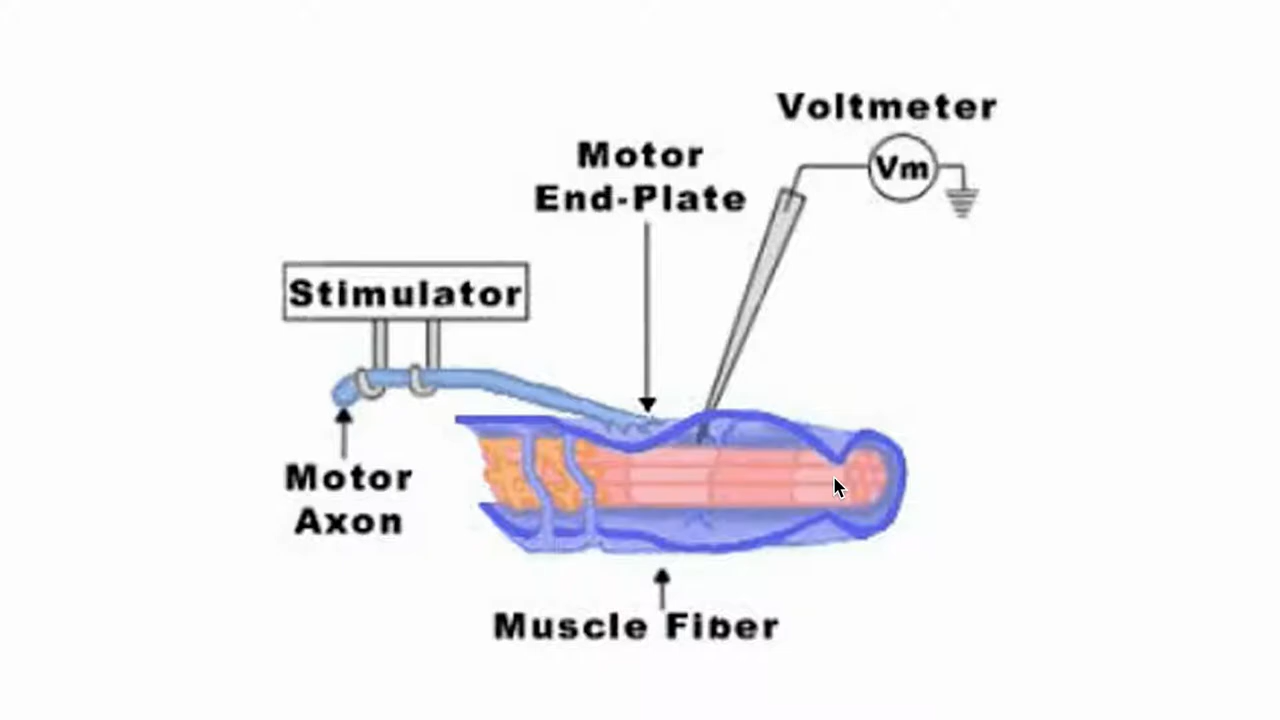 Voltmeter
Vm
Motor
End-Plate
Stimulator
Motor
Axon
Muscle Fiber